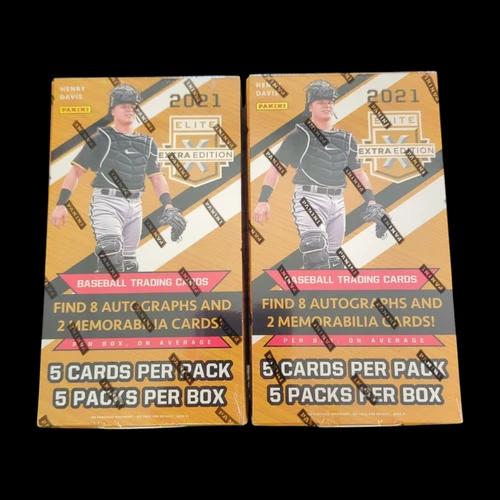 HENRY
DAVIS
PANINI
2021
ELITE
X
EXTRA EDITION
BASEBALL TRADING CARDS
FIND 8 AUTOGRAPHS AND
2 MEMORABILIA CARDS!
PER BOX, ON AVERAGE
5 CARDS PER PACK
5 PACKS PER BOX
HENRY
DAVIS
PANINI
2021
ELITE
X
EXTRA EDITION
BASEBALL TRADING CARDS
FIND 8 AUTOGRAPHS AND
2 MEMORABILIA CARDS!
PER BOX, ON AVERAGE
5 CARDS PER PACK
5 PACKS PER BOX